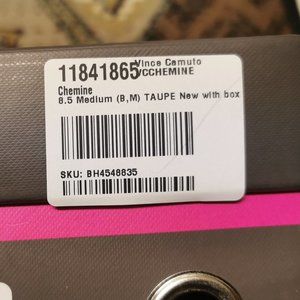 11841865 Vince Camuto
VCCHEMINE
Chemine
8.5 Medium (B,M) TAUPE New with box
SKU: BH4548835